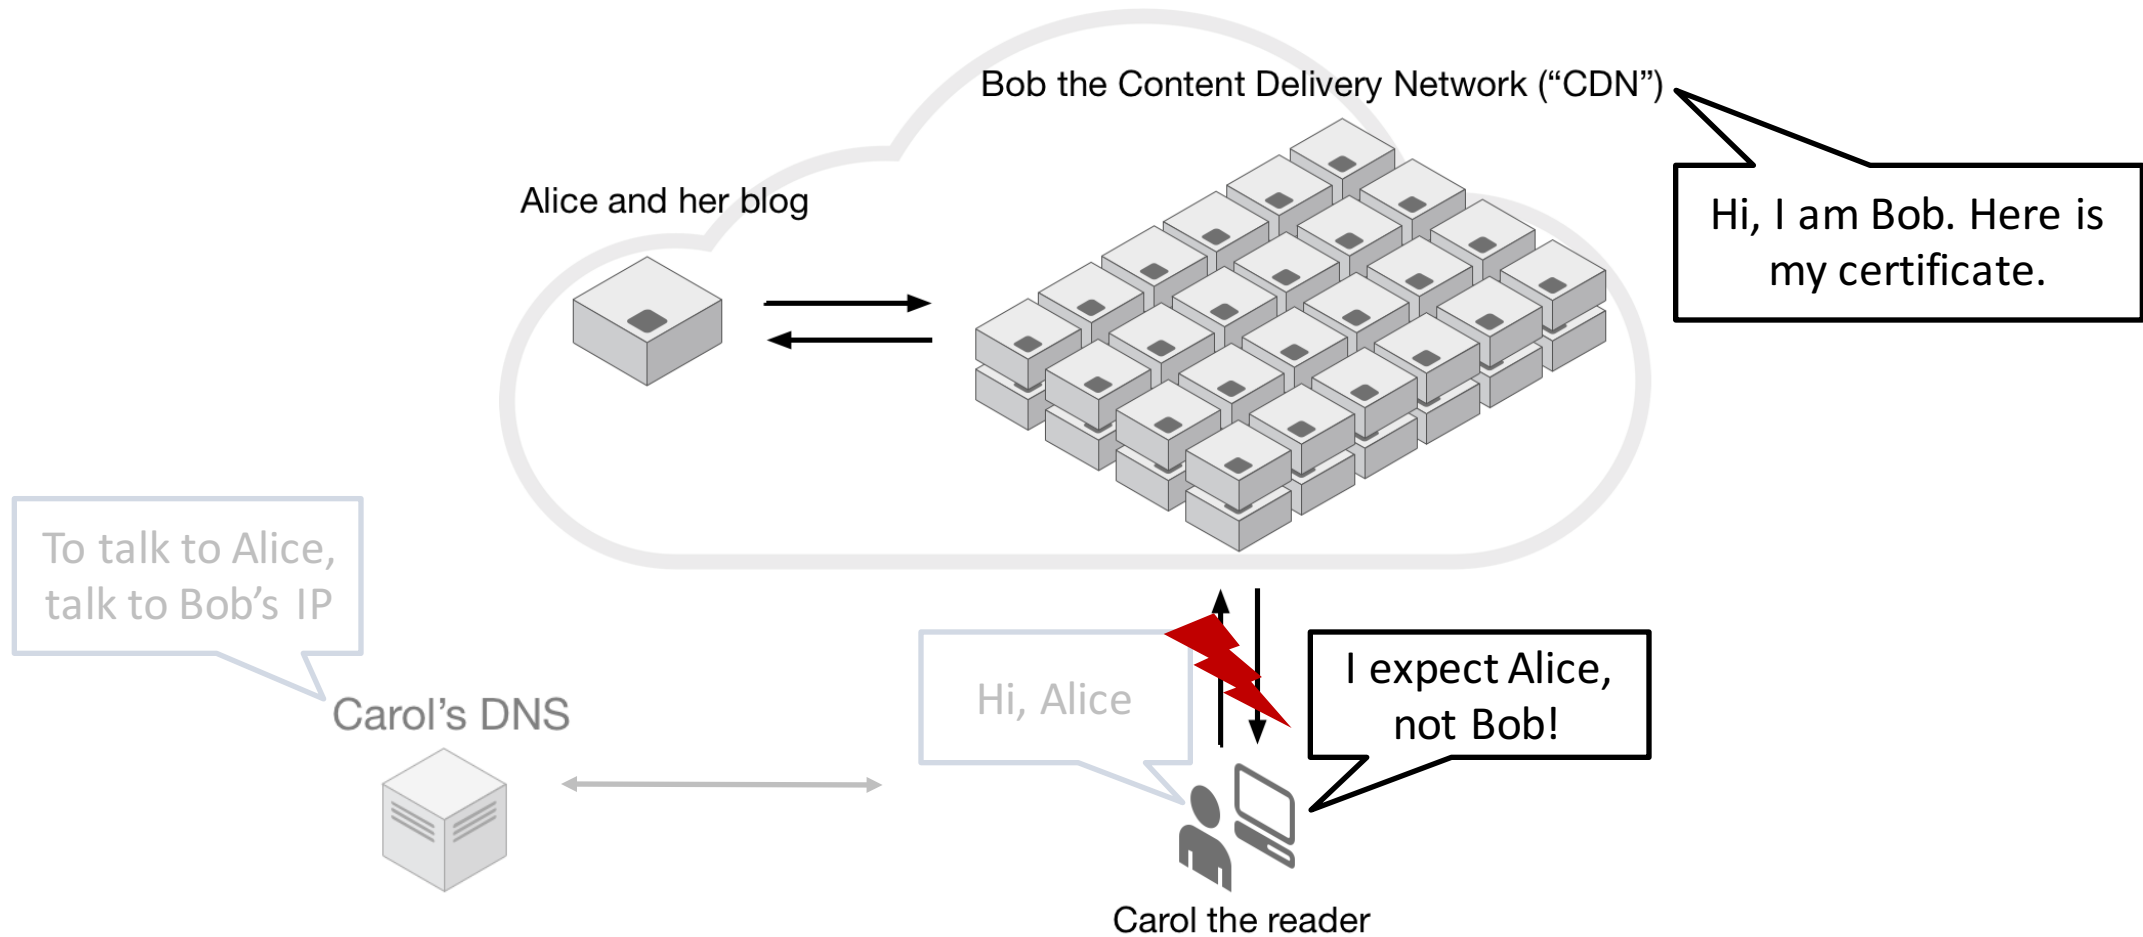 Bob the Content Delivery Network (“CDN”)
Hi, I am Bob. Here is
my certificate.
Alice and her blog
To talk to Alice,
talk to Bob’s IP
Carol’s DNS
Hi, Alice
I expect Alice,
not Bob!
Carol the reader